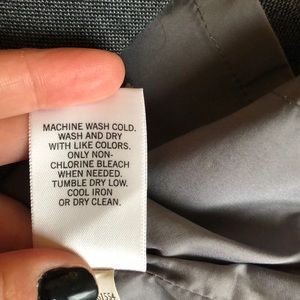 MACHINE WASH COLD.
WASH AND DRY
WITH LIKE COLORS.
ONLY NON-
CHLORINE BLEACH
WHEN NEEDED.
TUMBLE DRY LOW.
COOL IRON
OR DRY CLEAN.